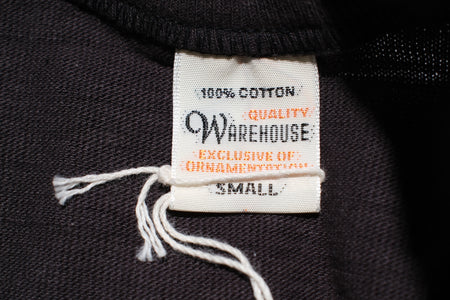 100% COTTON
QUALITY
WAREHOUSE
EXCLUSIVE OF
ORNAMENTATION
SMALL